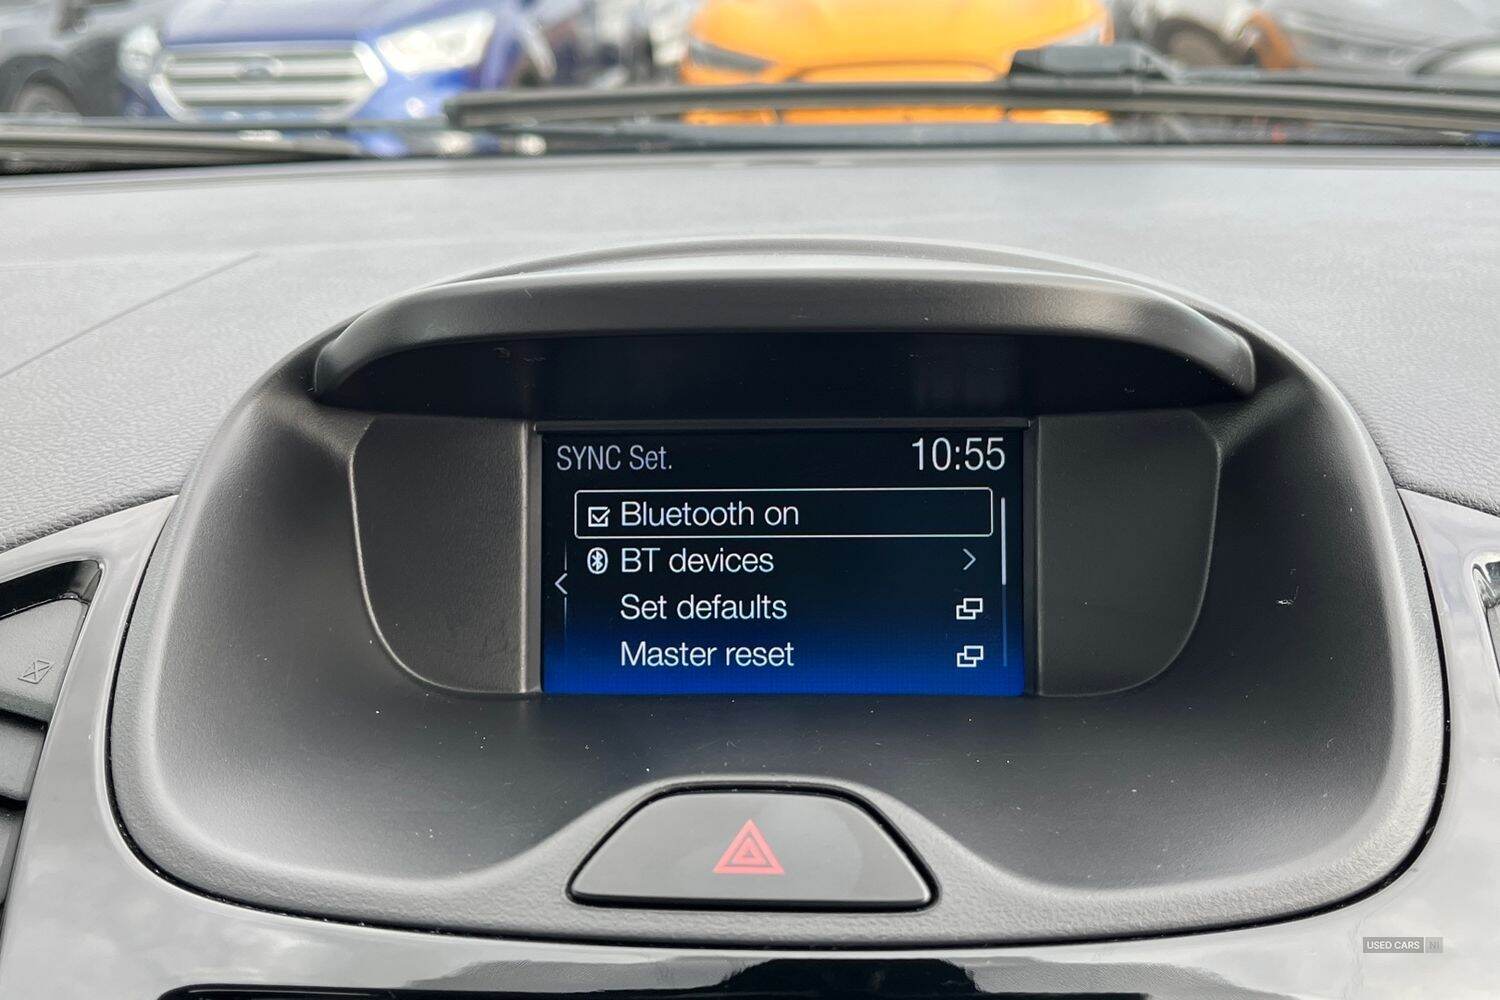 SYNC Set.
10:55
Bluetooth on
BT devices
Set defaults
Master reset
USED CARS NI